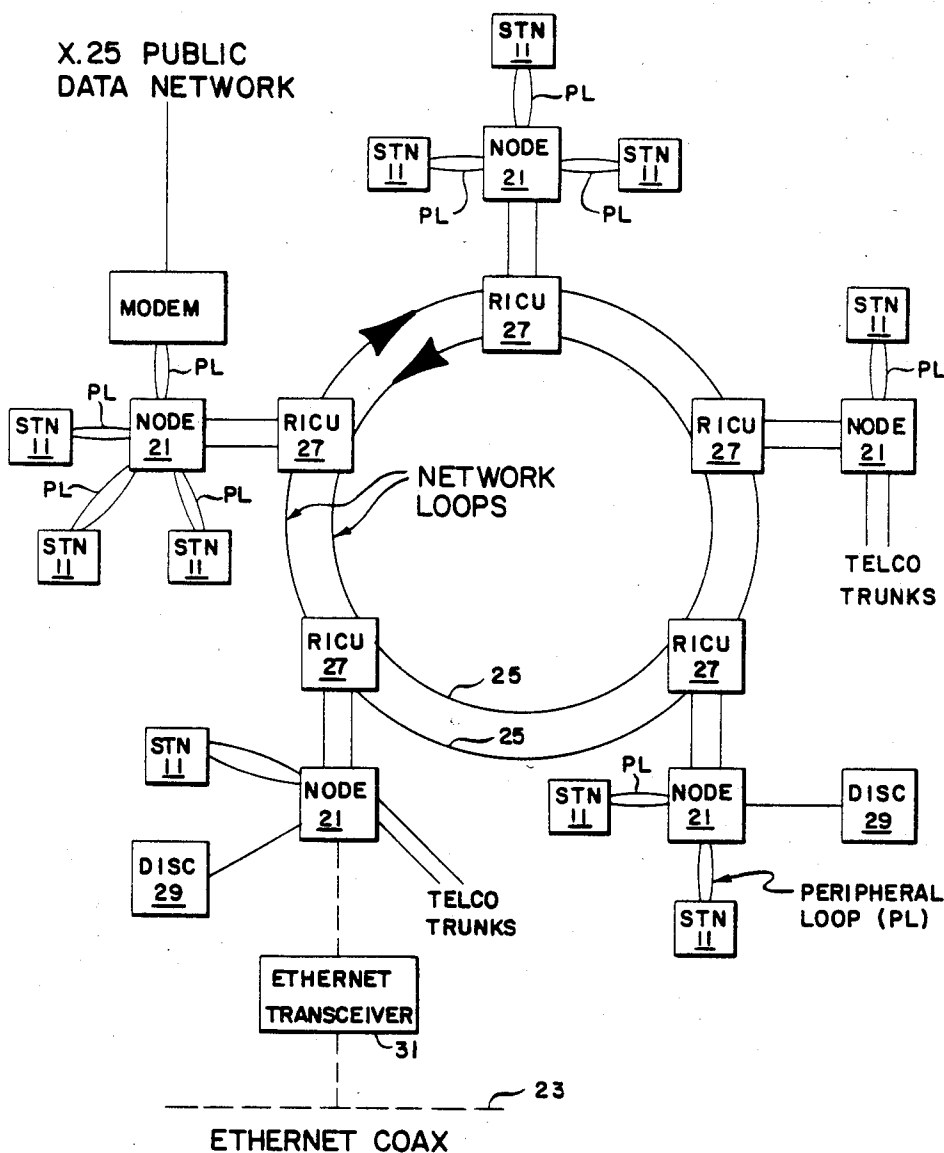 X.25 PUBLIC
DATA NETWORK
STN
11
PL
STN
11
PL
NODE
21
STN
11
PL
MODEM
PL
RICU
27
STN
11
PL
PL
STN
11
NODE
21
RICU
27
RICU
27
NODE
21
PL
PL
STN
11
STN
11
NETWORK
LOOPS
TELCO
TRUNKS
RICU
27
RICU
27
25
25
STN
11
NODE
21
PL
STN
11
NODE
21
DISC
29
DISC
29
TELCO
TRUNKS
STN
11
PERIPHERAL
LOOP (PL)
ETHERNET
TRANSCEIVER
31
23
ETHERNET COAX